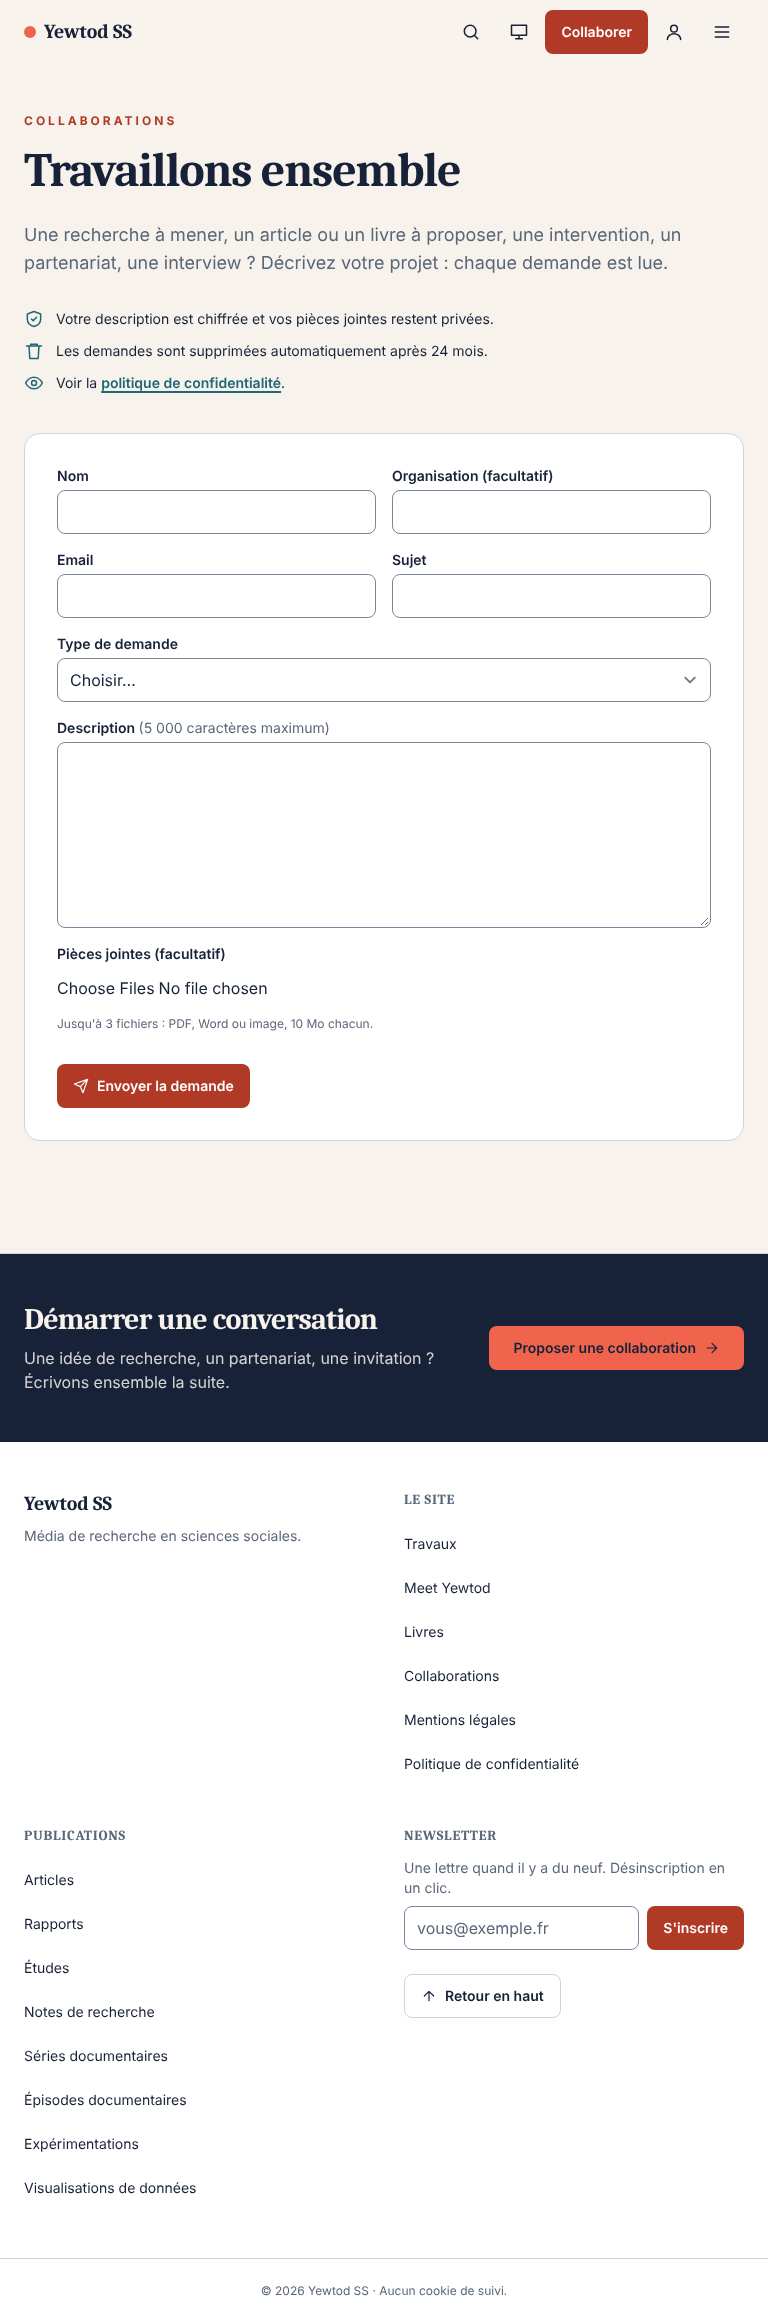 Yewtod SS
Collaborer
COLLABORATIONS
Travaillons ensemble
Une recherche à mener, un article ou un livre à proposer, une intervention, un
partenariat, une interview ? Décrivez votre projet : chaque demande est lue.
Votre description est chiffrée et vos pièces jointes restent privées.
Les demandes sont supprimées automatiquement après 24 mois.
Voir la politique de confidentialité.
Nom
Organisation (facultatif)
Email
Sujet
Type de demande
Choisir...
Description (5 000 caractères maximum)
Pièces jointes (facultatif)
Choose Files No file chosen
Jusqu'à 3 fichiers : PDF, Word ou image, 10 Mo chacun.
Envoyer la demande
Démarrer une conversation
Une idée de recherche, un partenariat, une invitation ?
Écrivons ensemble la suite.
Proposer une collaboration
Yewtod SS
Média de recherche en sciences sociales.
LE SITE
Travaux
Meet Yewtod
Livres
Collaborations
Mentions légales
Politique de confidentialité
PUBLICATIONS
Articles
Rapports
Études
Notes de recherche
Séries documentaires
Épisodes documentaires
Expérimentations
Visualisations de données
NEWSLETTER
Une lettre quand il y a du neuf. Désinscription en
un clic.
vous@exemple.fr
S'inscrire
Retour en haut
© 2026 Yewtod SS · Aucun cookie de suivi.